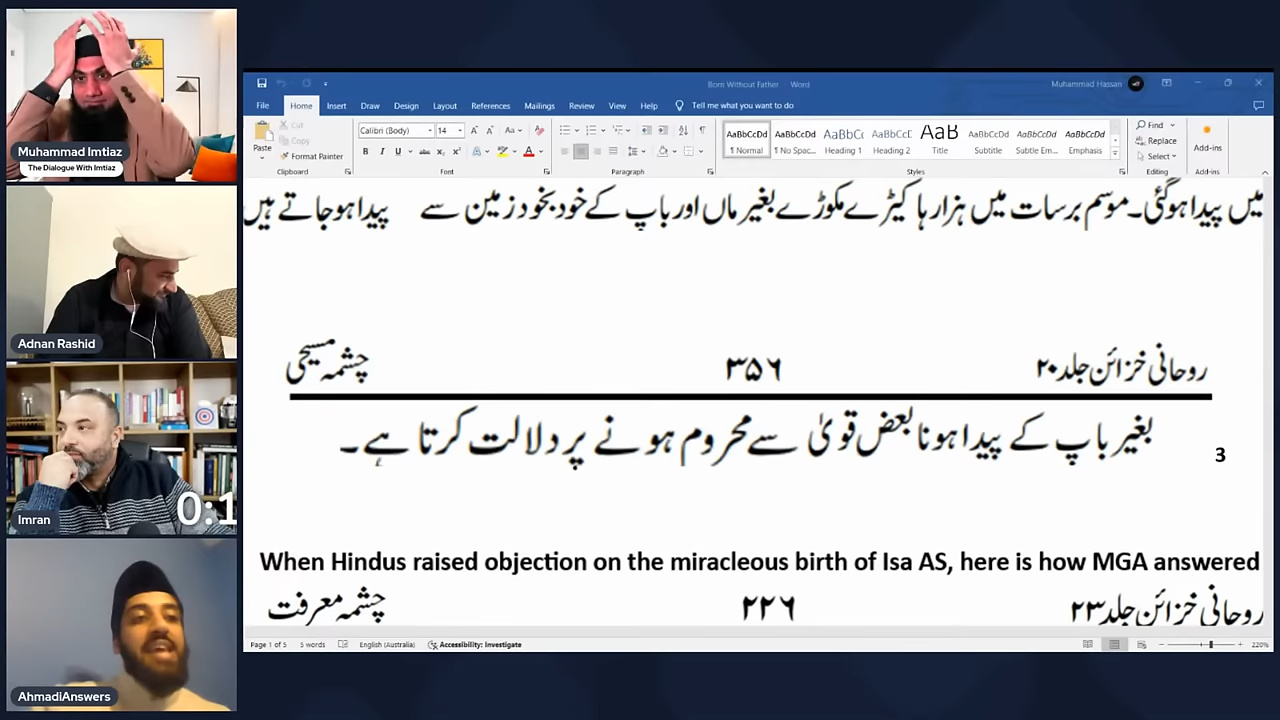 Muhammad Imtiaz
The Dialogue With Imtiaz
Adnan Rashid
Imran
0:1
AhmadiAnswers
Born Without Father - Word
Muhammad Hassan
File Home Insert Draw Design Layout References Mailings Review View Help Tell me what you want to do
Paste
Cut
Copy
Format Painter
Clipboard
Calibri (Body) 14
Font
Paragraph
AaBbCcDd AaBbCcDd AaBbCc AaBbCcE AaB AaBbCcDd AaBbCcDd AaBbCcDd
¶ Normal ¶ No Spac... Heading 1 Heading 2 Title Subtitle Subtle Em... Emphasis
Styles
Find
Replace
Select
Editing
Add-ins
Add-ins
میں پیدا ہوگئی۔ موسم برسات میں ہزارہا کیڑے مکوڑے بغیر ماں اور باپ کے خود بخود زمین سے پیدا ہو جاتے ہیں
روحانی خزائن جلد ۲۰ ۳۵۶ چشمہ مسیحی
بغیر باپ کے پیدا ہونا بعض قویٰ سے محروم ہونے پر دلالت کرتا ہے۔
3
When Hindus raised objection on the miracleous birth of Isa AS, here is how MGA answered
روحانی خزائن جلد ۲۳ ۲۲۶ چشمہ معرفت
Page 1 of 5 5 words English (Australia) Accessibility: Investigate
220%